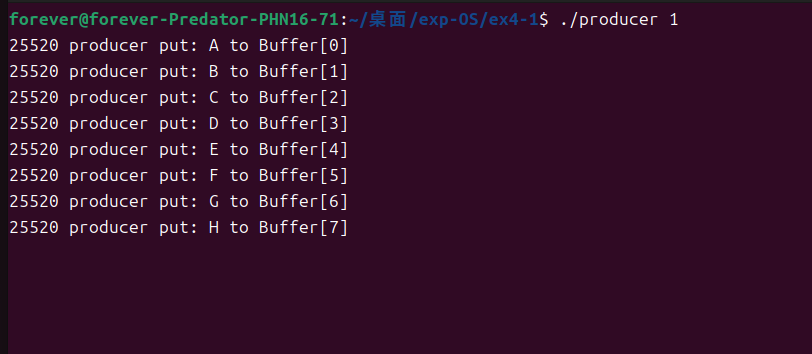 forever@forever-Predator-PHN16-71:~/桌面/exp-OS/ex4-1$ ./producer 1
25520 producer put: A to Buffer[0]
25520 producer put: B to Buffer[1]
25520 producer put: C to Buffer[2]
25520 producer put: D to Buffer[3]
25520 producer put: E to Buffer[4]
25520 producer put: F to Buffer[5]
25520 producer put: G to Buffer[6]
25520 producer put: H to Buffer[7]